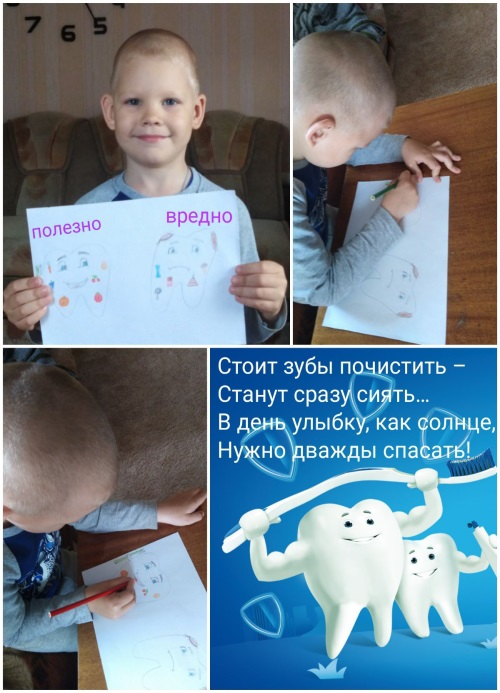 7 6 5
полезно
вредно
Стоит зубы почистить –
Станут сразу сиять…
В день улыбку, как солнце,
Нужно дважды спасать!